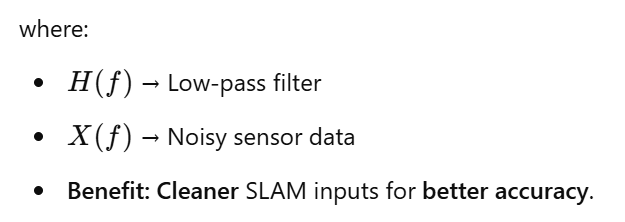 where:
• H(f) → Low-pass filter
• X(f) → Noisy sensor data
• Benefit: Cleaner SLAM inputs for better accuracy.